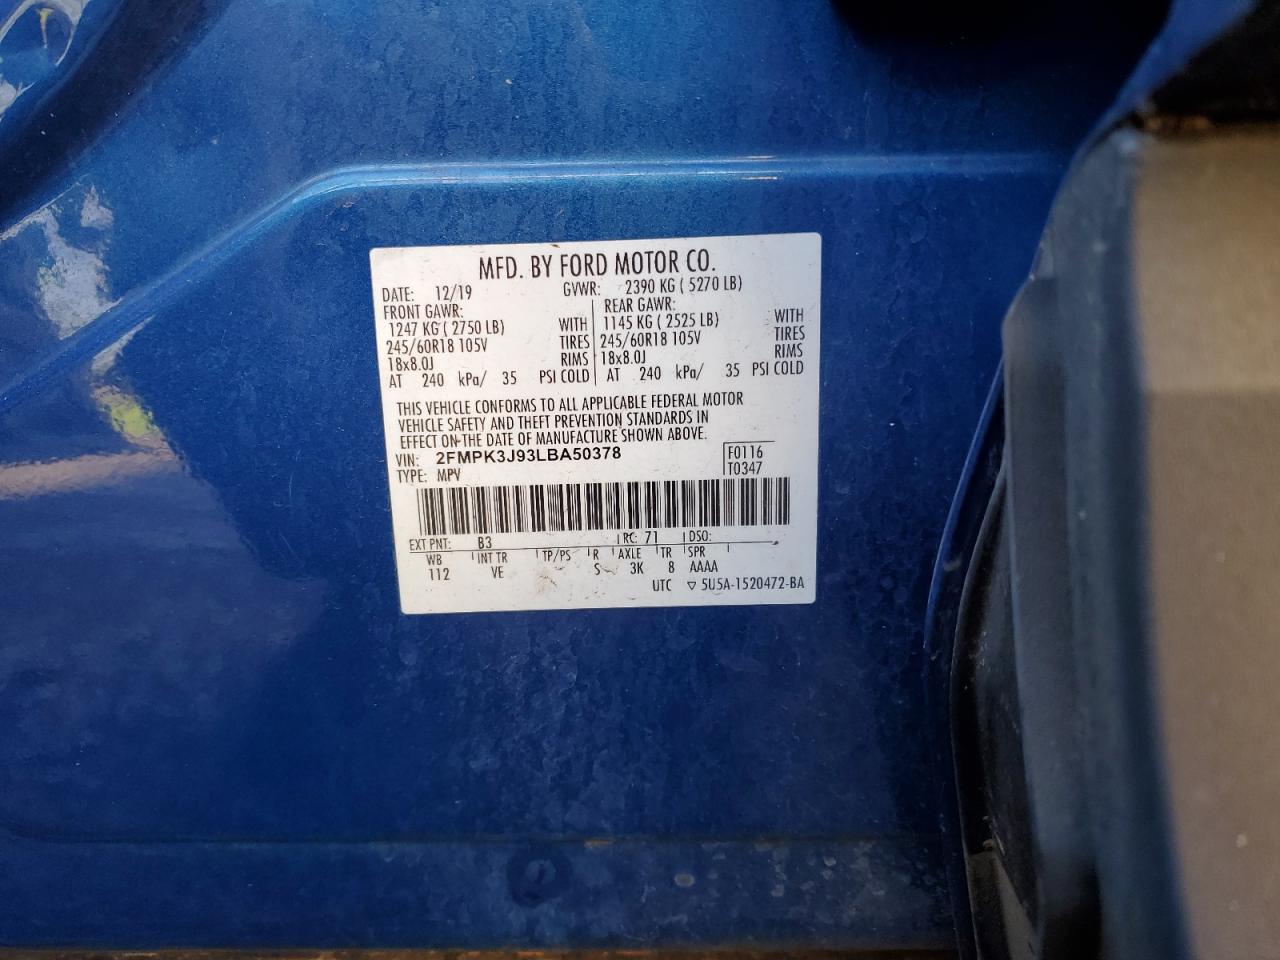 MFD. BY FORD MOTOR CO.
DATE: 12/19 GVWR: 2390 KG ( 5270 LB)
FRONT GAWR: REAR GAWR:
1247 KG ( 2750 LB) WITH 1145 KG ( 2525 LB) WITH
245/60R18 105V TIRES 245/60R18 105V TIRES
18x8.0J RIMS 18x8.0J RIMS
AT 240 kPa/ 35 PSI COLD AT 240 kPa/ 35 PSI COLD
THIS VEHICLE CONFORMS TO ALL APPLICABLE FEDERAL MOTOR
VEHICLE SAFETY AND THEFT PREVENTION STANDARDS IN
EFFECT ON THE DATE OF MANUFACTURE SHOWN ABOVE.
VIN: 2FMPK3J93LBA50378 F0116
TYPE: MPV T0347
EXT PNT: B3 RC: 71 DSO:
WB INT TR TP/PS R AXLE TR SPR
112 VE S 3K 8 AAAA
UTC ▽ 5U5A-1520472-BA